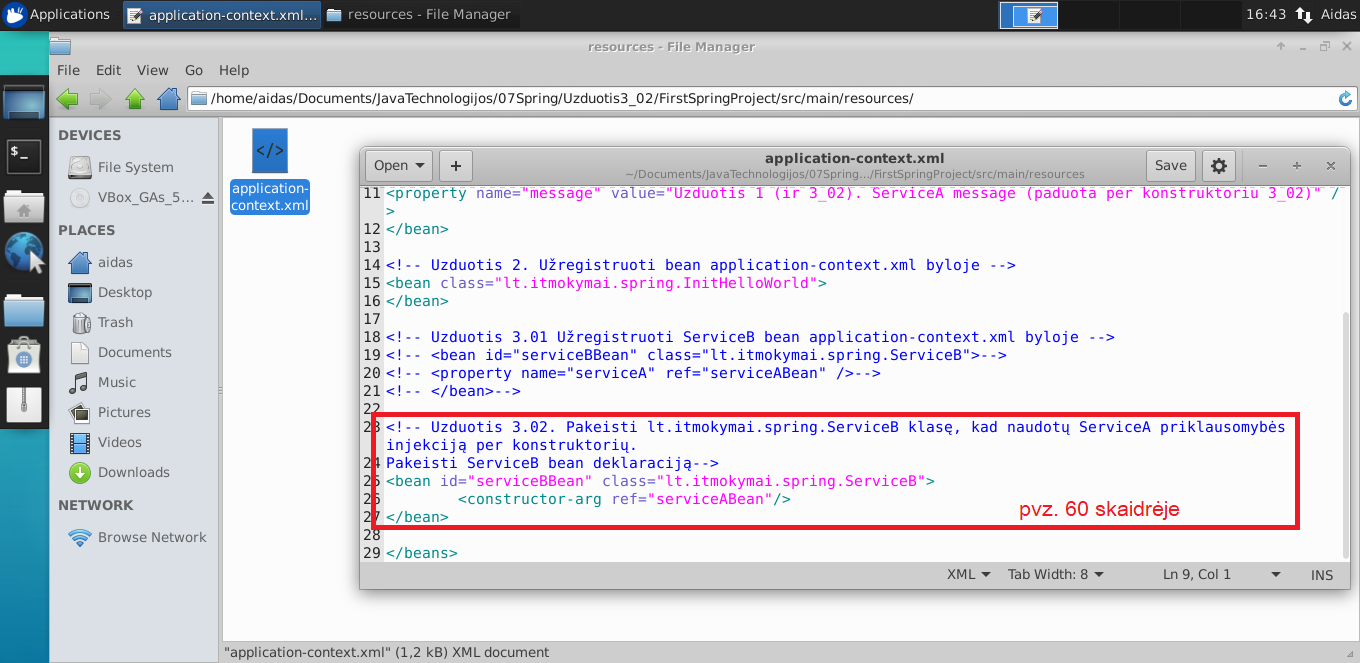 Applications
application-context.xml...
resources - File Manager
16:43
Aidas
resources - File Manager
File Edit View Go Help
/home/aidas/Documents/JavaTechnologijos/07Spring/Uzduotis3_02/FirstSpringProject/src/main/resources/
DEVICES
File System
VBox_GAs_5...
PLACES
aidas
Desktop
Trash
Documents
Music
Pictures
Videos
Downloads
NETWORK
Browse Network
application-
context.xml
Open
+
application-context.xml
~/Documents/JavaTechnologijos/07Spring.../FirstSpringProject/src/main/resources
Save
11 <property name="message" value="Uzduotis 1 (ir 3_02). ServiceA message (paduota per konstruktoriu 3_02)" /
>
12 </bean>
13
14 <!-- Uzduotis 2. Užregistruoti bean application-context.xml byloje -->
15 <bean class="lt.itmokymai.spring.InitHelloWorld">
16 </bean>
17
18 <!-- Uzduotis 3.01 Užregistruoti ServiceB bean application-context.xml byloje -->
19 <!-- <bean id="serviceBBean" class="lt.itmokymai.spring.ServiceB">-->
20 <!-- <property name="serviceA" ref="serviceABean" />-->
21 <!-- </bean>-->
22
23 <!-- Uzduotis 3.02. Pakeisti lt.itmokymai.spring.ServiceB klasę, kad naudotų ServiceA priklausomybės
injekciją per konstruktorių.
24 Pakeisti ServiceB bean deklaraciją-->
25 <bean id="serviceBBean" class="lt.itmokymai.spring.ServiceB">
26 <constructor-arg ref="serviceABean"/>
27 </bean>
pvz. 60 skaidrėje
28
29 </beans>
XML Tab Width: 8 Ln 9, Col 1 INS
"application-context.xml" (1,2 kB) XML document